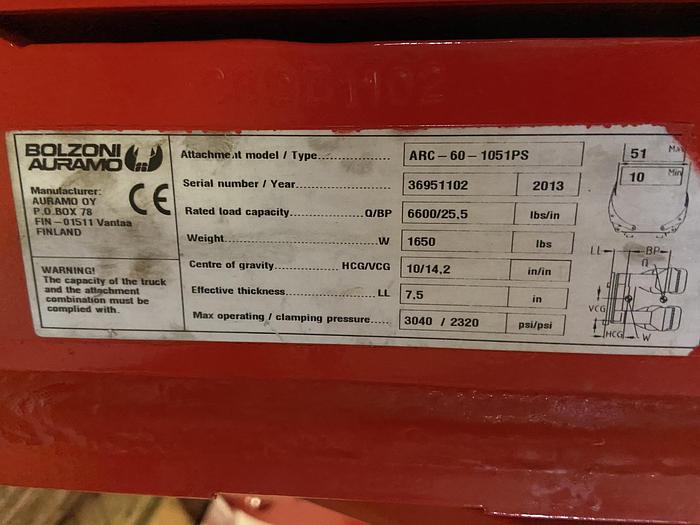 BOLZONI
AURAMO
Manufacturer:
AURAMO OY
P.O.BOX 78
FIN-01511 Vantaa
FINLAND
CE
WARNING!
The capacity of the truck
and the attachment
combination must be
complied with.
Attachment model / Type................. ARC-60-1051PS
Serial number / Year....................... 36951102 2013
Rated load capacity................Q/BP 6600/25,5 lbs/in
Weight.....................................W 1650 lbs
Centre of gravity................HCG/VCG 10/14,2 in/in
Effective thickness...................LL 7,5 in
Max operating / clamping pressure..... 3040 / 2320 psi/psi
51 Max
10 Min
LL BP
Q
VCG
HCG W